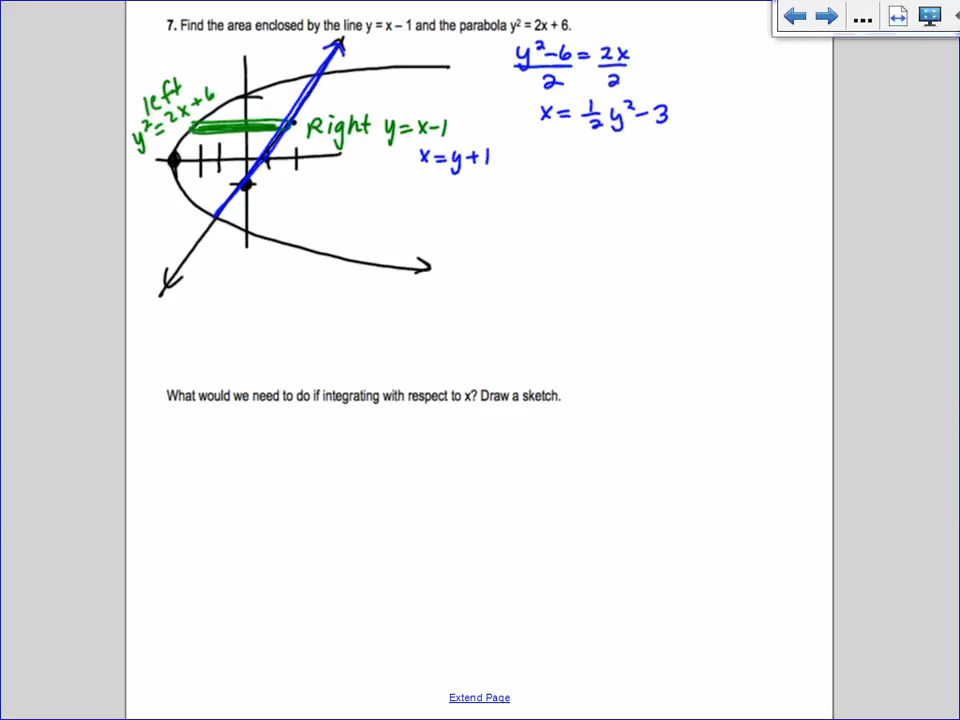 7. Find the area enclosed by the line y = x – 1 and the parabola y² = 2x + 6.
y² - 6 = 2x
2 2
x = 1/2 y² - 3
left
y² = 2x + 6
Right y = x - 1
x = y + 1
What would we need to do if integrating with respect to x? Draw a sketch.
Extend Page